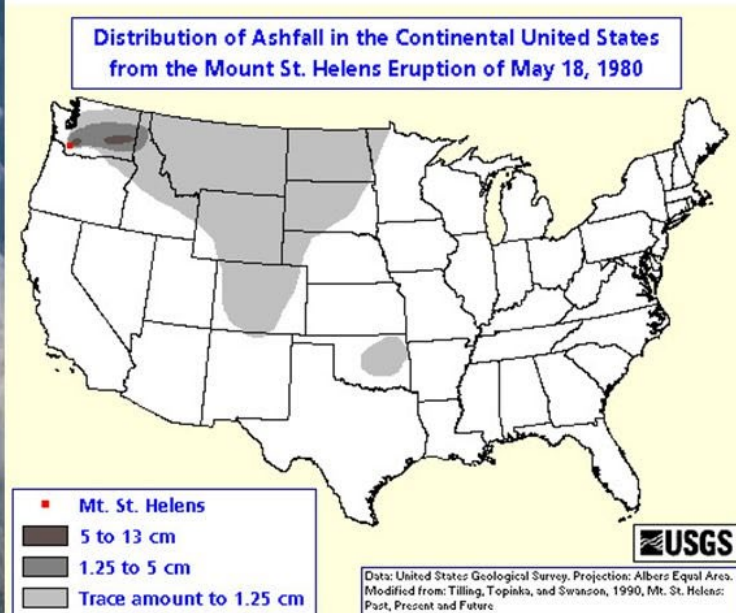 Distribution of Ashfall in the Continental United States
from the Mount St. Helens Eruption of May 18, 1980
Mt. St. Helens
5 to 13 cm
1.25 to 5 cm
Trace amount to 1.25 cm
USGS
Data: United States Geological Survey. Projection: Albers Equal Area.
Modified from: Tilling, Topinka, and Swanson, 1990, Mt. St. Helens:
Past, Present and Future